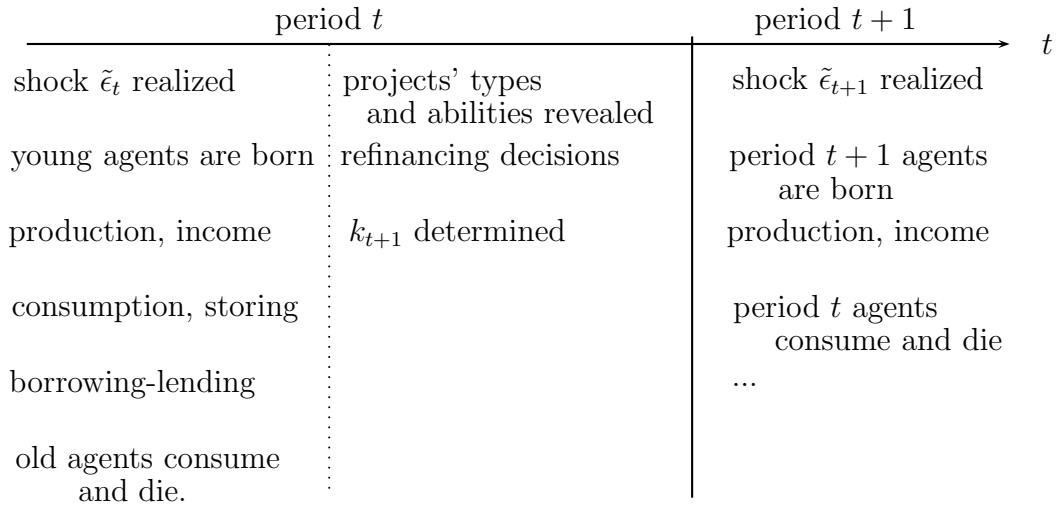 period t
period t + 1
t
shock ϵ̃ₜ realized
young agents are born
production, income
consumption, storing
borrowing-lending
old agents consume
and die.
projects' types
and abilities revealed
refinancing decisions
kₜ₊₁ determined
shock ϵ̃ₜ₊₁ realized
period t + 1 agents
are born
production, income
period t agents
consume and die
...